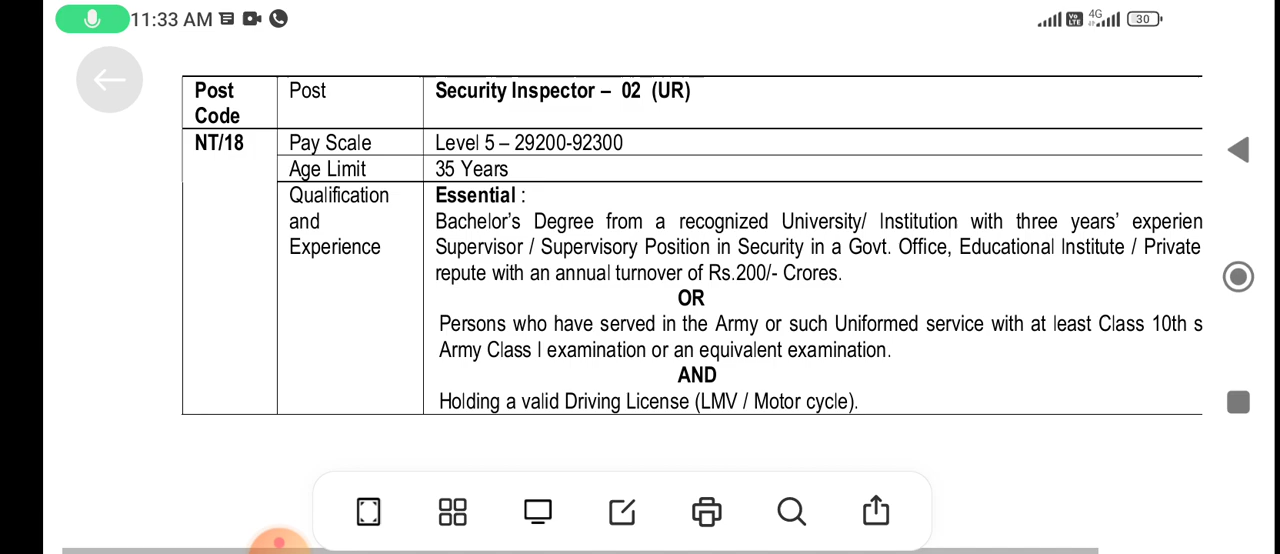 11:33 AM
4G
Vo LTE
30
Post Code
Post
Security Inspector – 02 (UR)
NT/18
Pay Scale
Level 5 – 29200-92300
Age Limit
35 Years
Qualification and Experience
Essential :
Bachelor's Degree from a recognized University/ Institution with three years' experien
Supervisor / Supervisory Position in Security in a Govt. Office, Educational Institute / Private
repute with an annual turnover of Rs.200/- Crores.
OR
Persons who have served in the Army or such Uniformed service with at least Class 10th s
Army Class I examination or an equivalent examination.
AND
Holding a valid Driving License (LMV / Motor cycle).